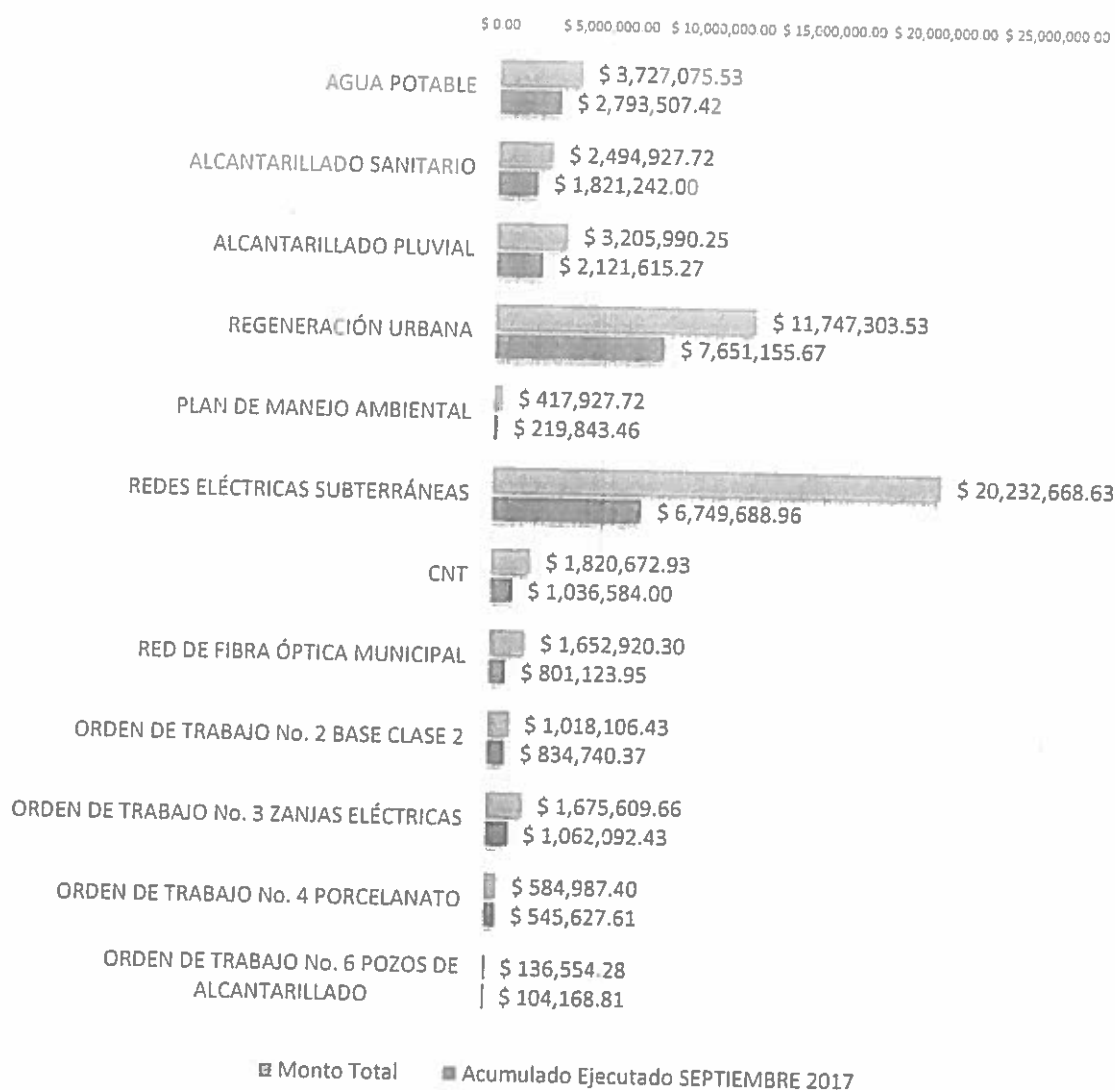 $ 0.00 $ 5,000,000.00 $ 10,000,000.00 $ 15,000,000.00 $ 20,000,000.00 $ 25,000,000.00
AGUA POTABLE
$ 3,727,075.53
$ 2,793,507.42
ALCANTARILLADO SANITARIO
$ 2,494,927.72
$ 1,821,242.00
ALCANTARILLADO PLUVIAL
$ 3,205,990.25
$ 2,121,615.27
REGENERACIÓN URBANA
$ 11,747,303.53
$ 7,651,155.67
PLAN DE MANEJO AMBIENTAL
$ 417,927.72
$ 219,843.46
REDES ELÉCTRICAS SUBTERRÁNEAS
$ 20,232,668.63
$ 6,749,688.96
CNT
$ 1,820,672.93
$ 1,036,584.00
RED DE FIBRA ÓPTICA MUNICIPAL
$ 1,652,920.30
$ 801,123.95
ORDEN DE TRABAJO No. 2 BASE CLASE 2
$ 1,018,106.43
$ 834,740.37
ORDEN DE TRABAJO No. 3 ZANJAS ELÉCTRICAS
$ 1,675,609.66
$ 1,062,092.43
ORDEN DE TRABAJO No. 4 PORCELANATO
$ 584,987.40
$ 545,627.61
ORDEN DE TRABAJO No. 6 POZOS DE
ALCANTARILLADO
$ 136,554.28
$ 104,168.81
Monto Total Acumulado Ejecutado SEPTIEMBRE 2017